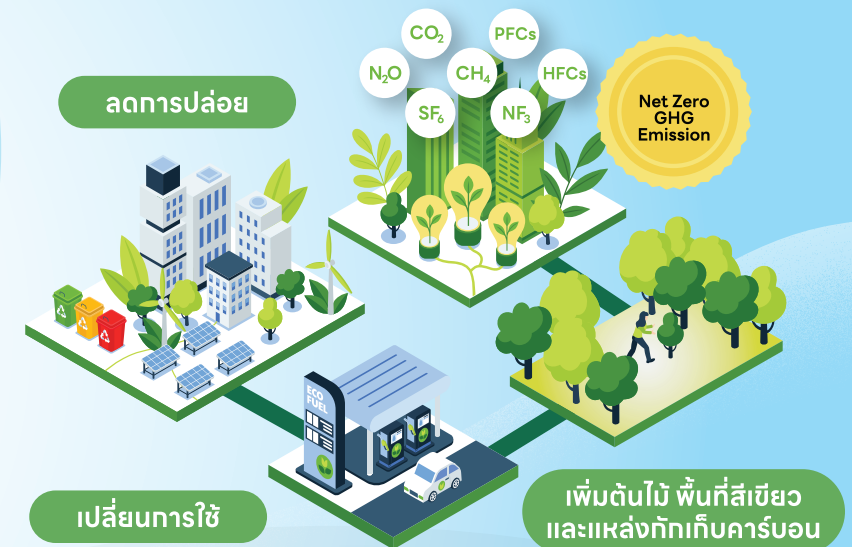 CO₂
PFCs
N₂O
CH₄
HFCs
SF₆
NF₃
Net Zero
GHG
Emission
ลดการปล่อย
ECO
FUEL
เปลี่ยนการใช้
เพิ่มต้นไม้ พื้นที่สีเขียว
และแหล่งกักเก็บคาร์บอน